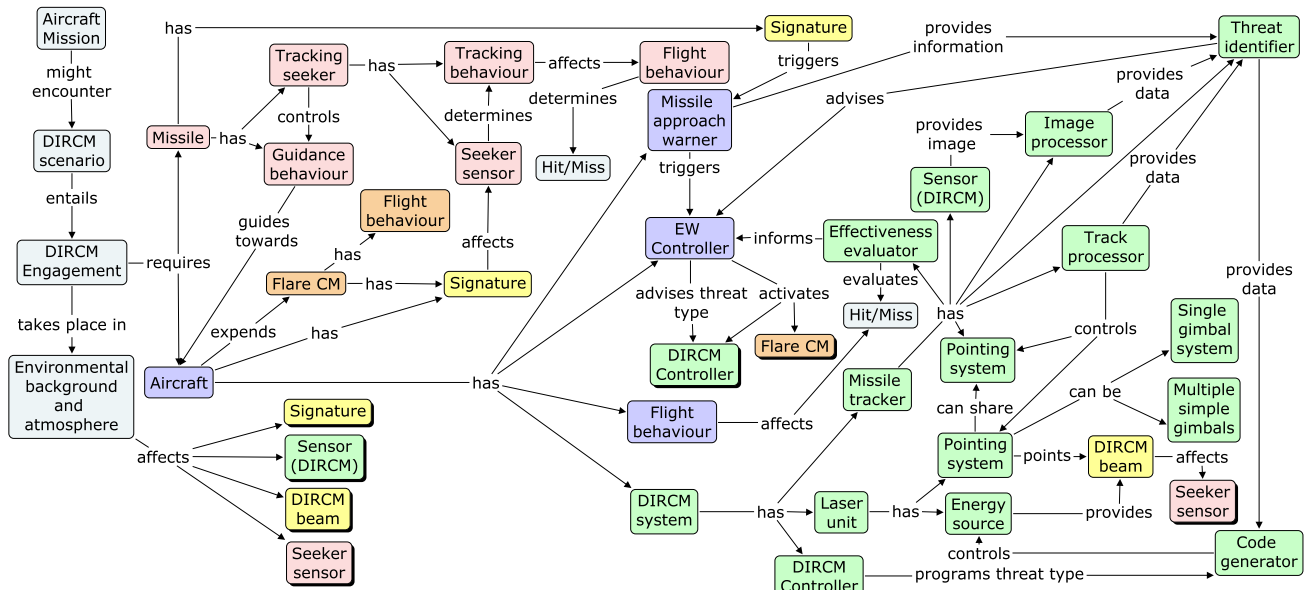 Aircraft
Mission
might
encounter
DIRCM
scenario
entails
DIRCM
Engagement
takes place in
Environmental
background
and
atmosphere
affects
Signature
Sensor
(DIRCM)
DIRCM
beam
Seeker
sensor
requires
has
Missile
has
Tracking
seeker
controls
Guidance
behaviour
guides
towards
Aircraft
has
Tracking
behaviour
affects
Flight
behaviour
determines
Hit/Miss
determines
Seeker
sensor
affects
Signature
Flight
behaviour
has
Flare CM
has
expends
has
has
Signature
triggers
Missile
approach
warner
triggers
EW
Controller
advises threat
type
activates
DIRCM
Controller
Flare CM
provides
information
Threat
identifier
advises
provides
data
Image
processor
provides
image
Sensor
(DIRCM)
provides
data
Track
processor
informs
Effectiveness
evaluator
evaluates
Hit/Miss
has
Flight
behaviour
affects
Missile
tracker
Pointing
system
controls
can share
Pointing
system
can be
Single
gimbal
system
Multiple
simple
gimbals
points
DIRCM
beam
affects
Seeker
sensor
DIRCM
system
has
Laser
unit
has
Energy
source
provides
controls
DIRCM
Controller
programs threat type
Code
generator
provides
data